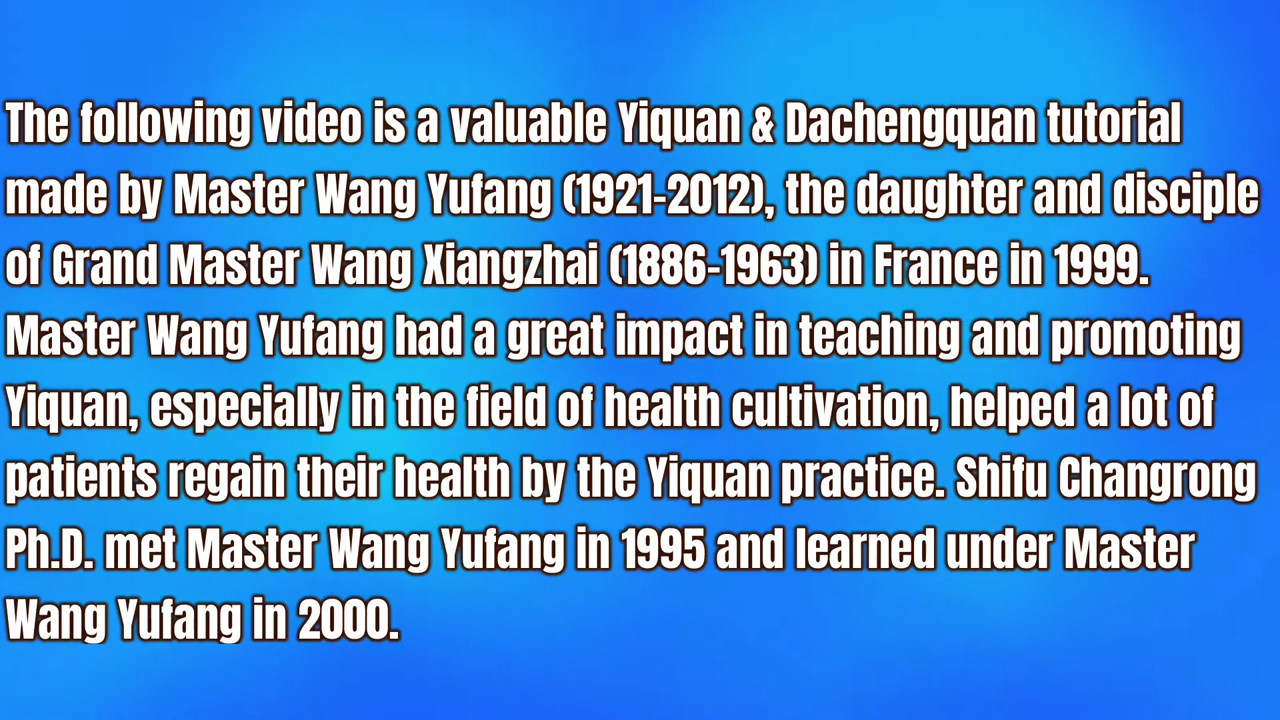 The following video is a valuable Yiquan & Dachengquan tutorial
made by Master Wang Yufang (1921-2012), the daughter and disciple
of Grand Master Wang Xiangzhai (1886-1963) in France in 1999.
Master Wang Yufang had a great impact in teaching and promoting
Yiquan, especially in the field of health cultivation, helped a lot of
patients regain their health by the Yiquan practice. Shifu Changrong
Ph.D. met Master Wang Yufang in 1995 and learned under Master
Wang Yufang in 2000.